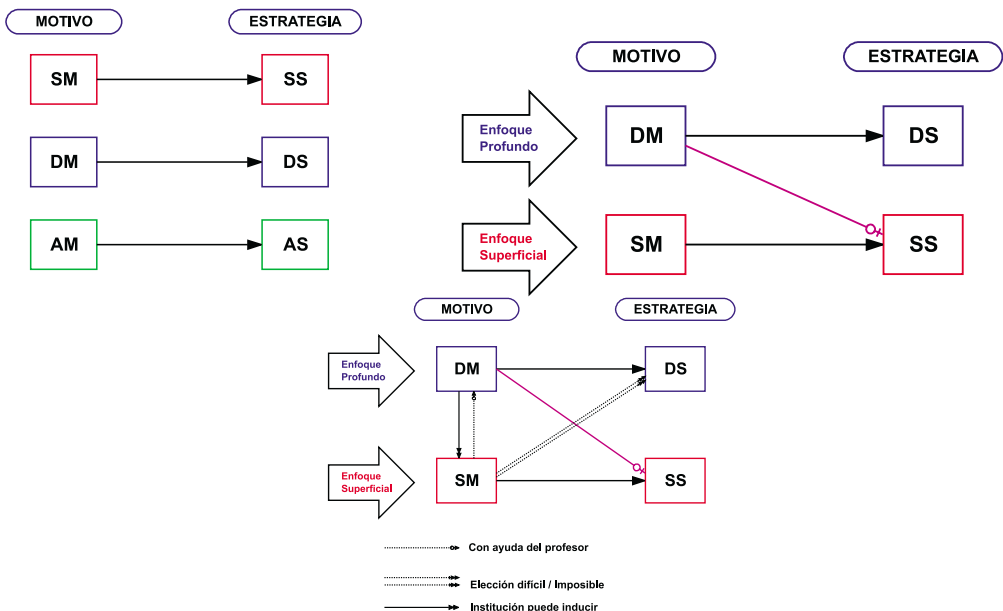 MOTIVO
ESTRATEGIA
SM
SS
DM
DS
AM
AS
MOTIVO
ESTRATEGIA
Enfoque
Profundo
DM
DS
Enfoque
Superficial
SM
SS
MOTIVO
ESTRATEGIA
Enfoque
Profundo
DM
DS
Enfoque
Superficial
SM
SS
Con ayuda del profesor
Elección difícil / Imposible
Institución puede inducir